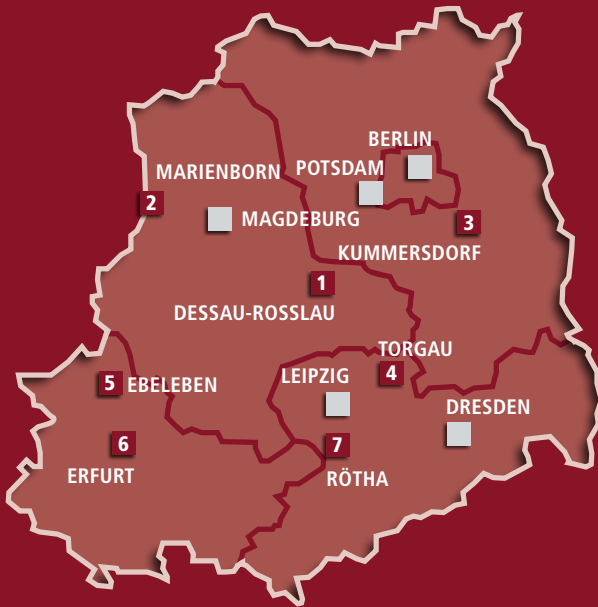 BERLIN
MARIENBORN
POTSDAM
2
MAGDEBURG
3
KUMMERSDORF
1
DESSAU-ROSSLAU
TORGAU
LEIPZIG
4
5 EBELEBEN
DRESDEN
6
7
ERFURT
RÖTHA